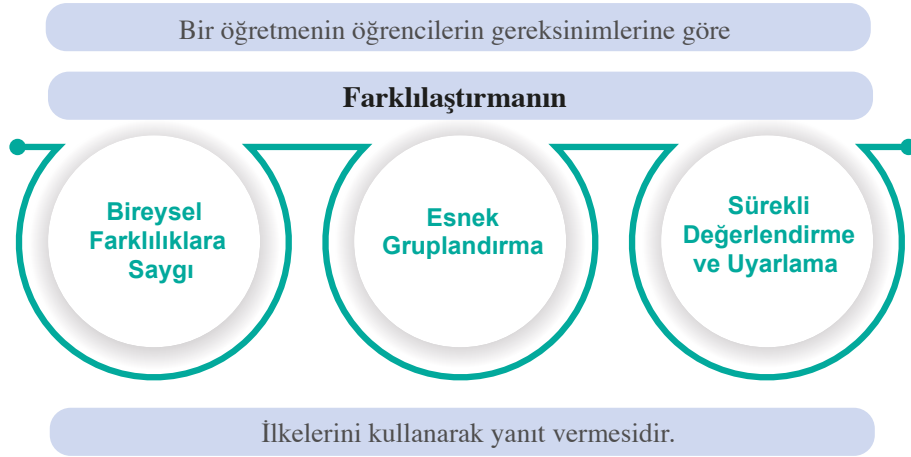 Bir öğretmenin öğrencilerin gereksinimlerine göre
Farklılaştırmanın
Bireysel
Farklılıklara
Saygı
Esnek
Gruplandırma
Sürekli
Değerlendirme
ve Uyarlama
İlkelerini kullanarak yanıt vermesidir.